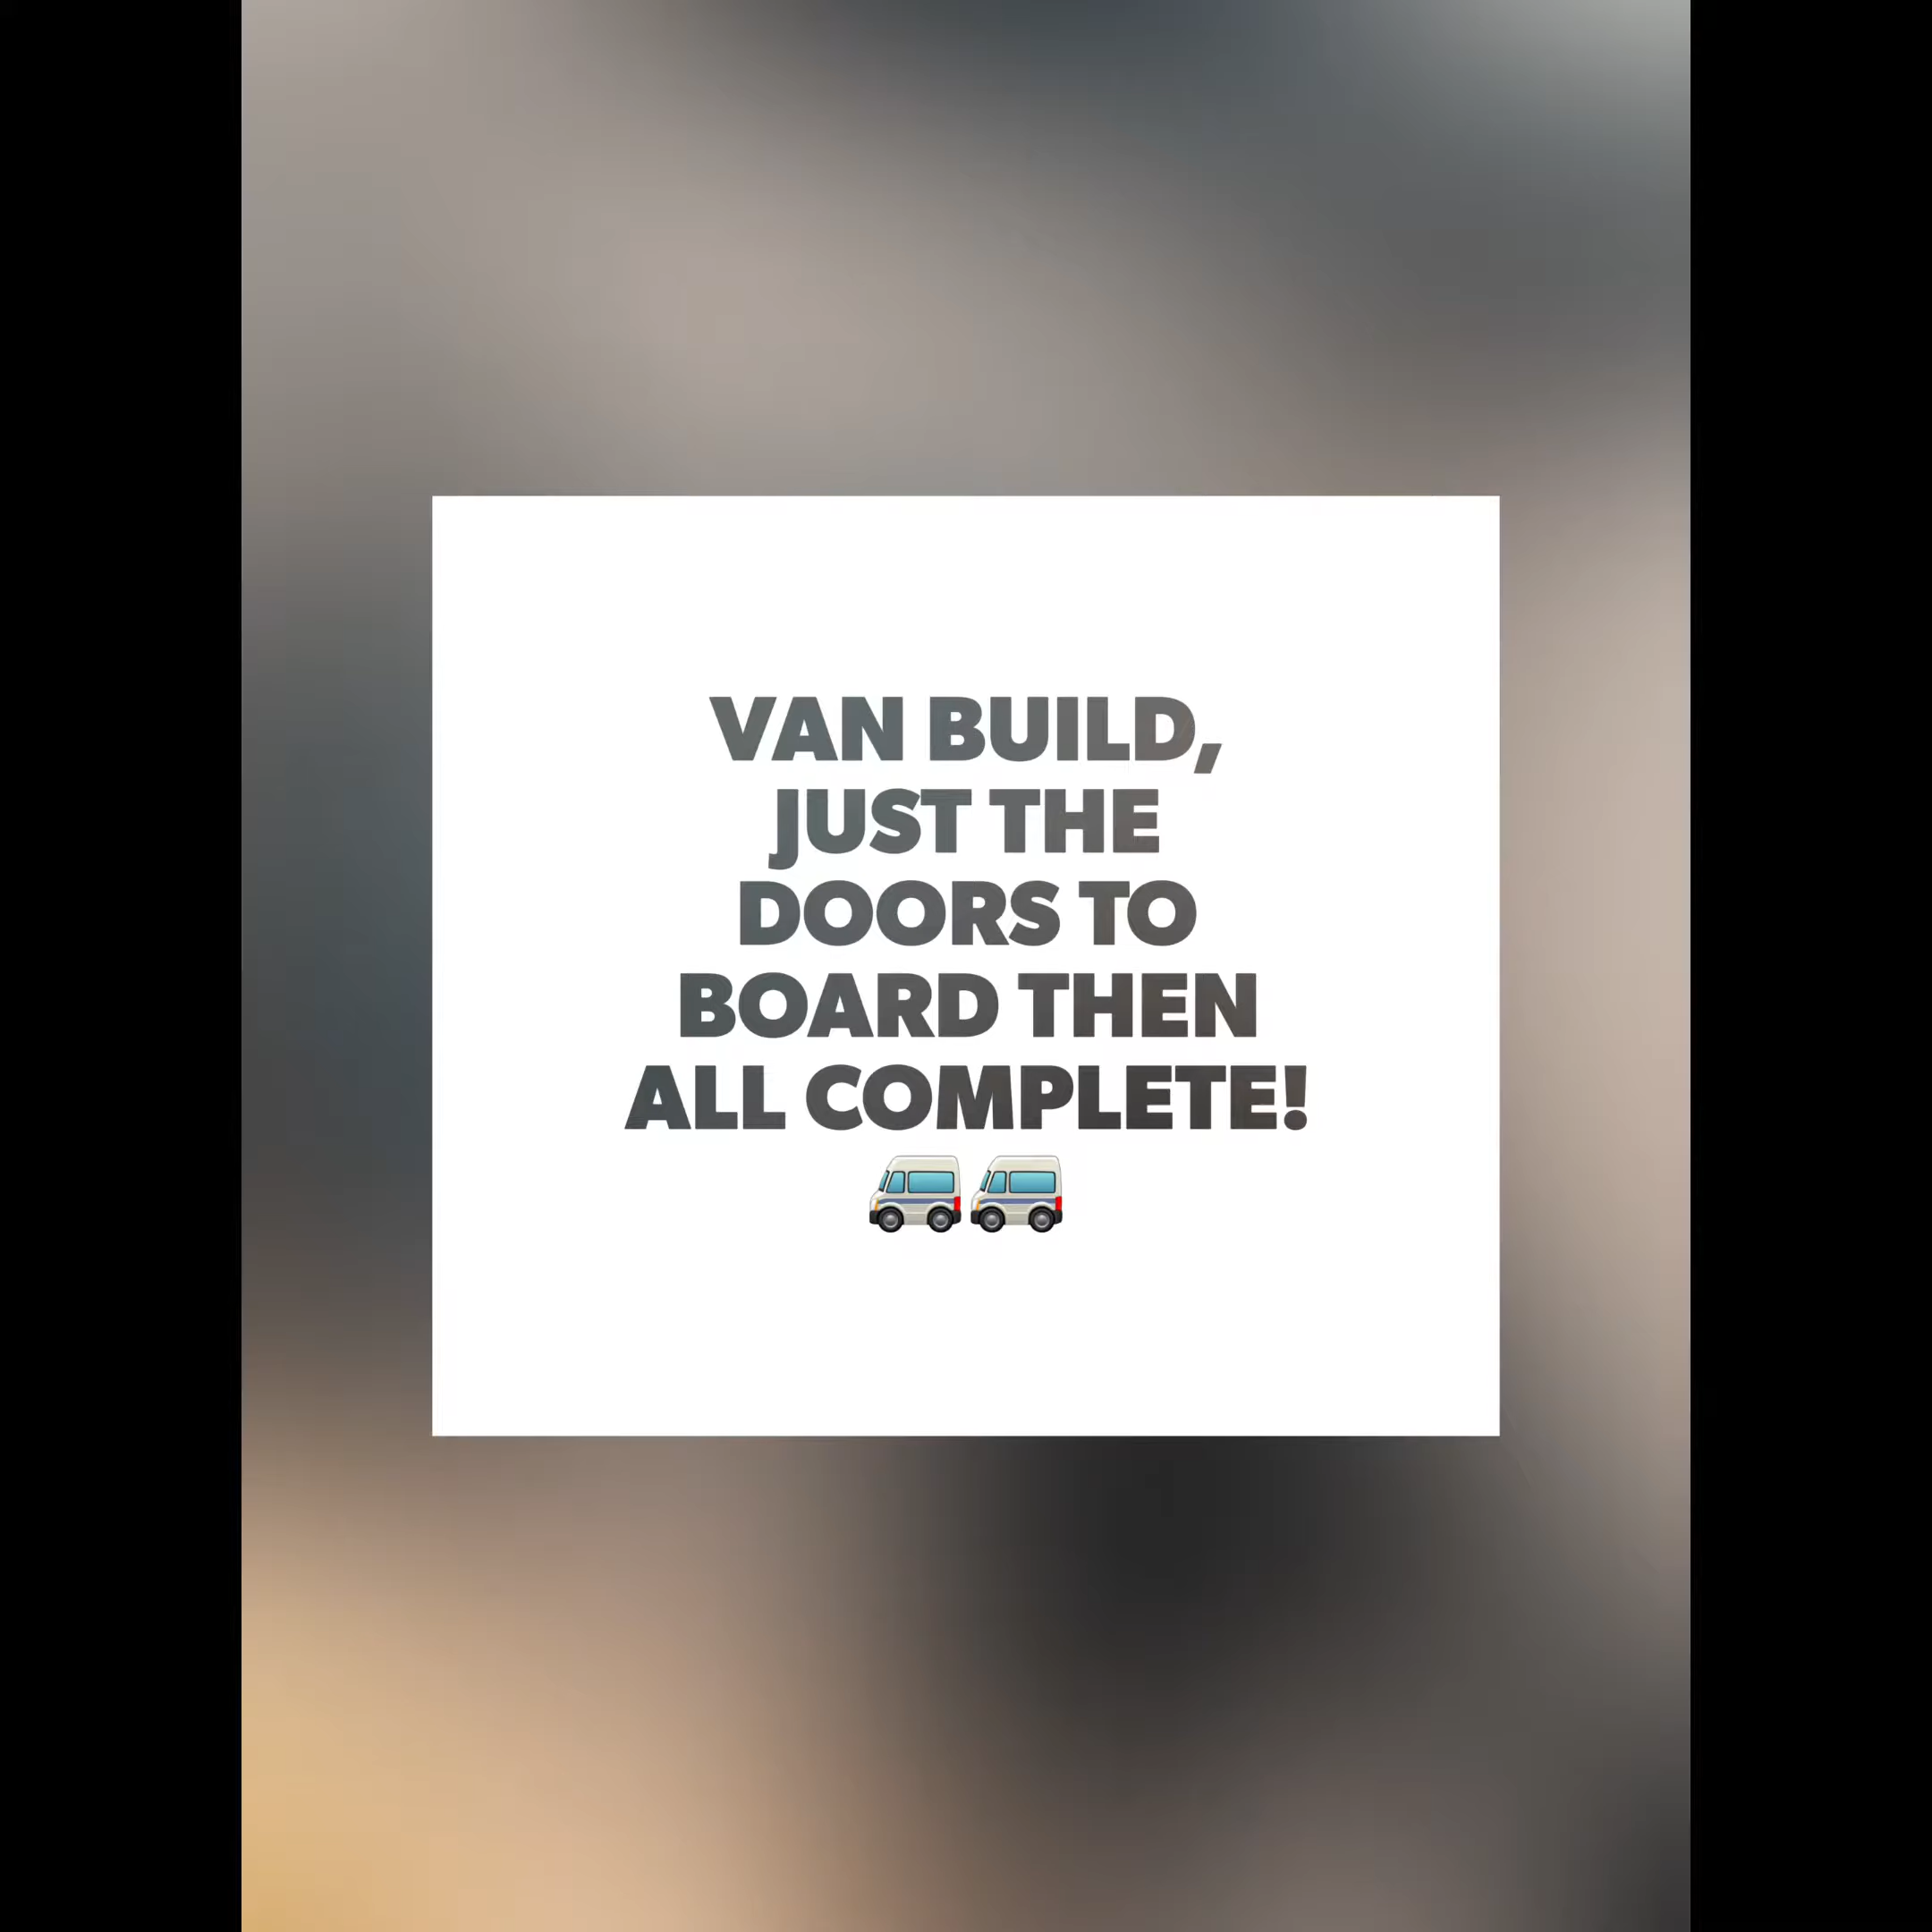 VAN BUILD,
JUST THE
DOORS TO
BOARD THEN
ALL COMPLETE!
🚐🚐